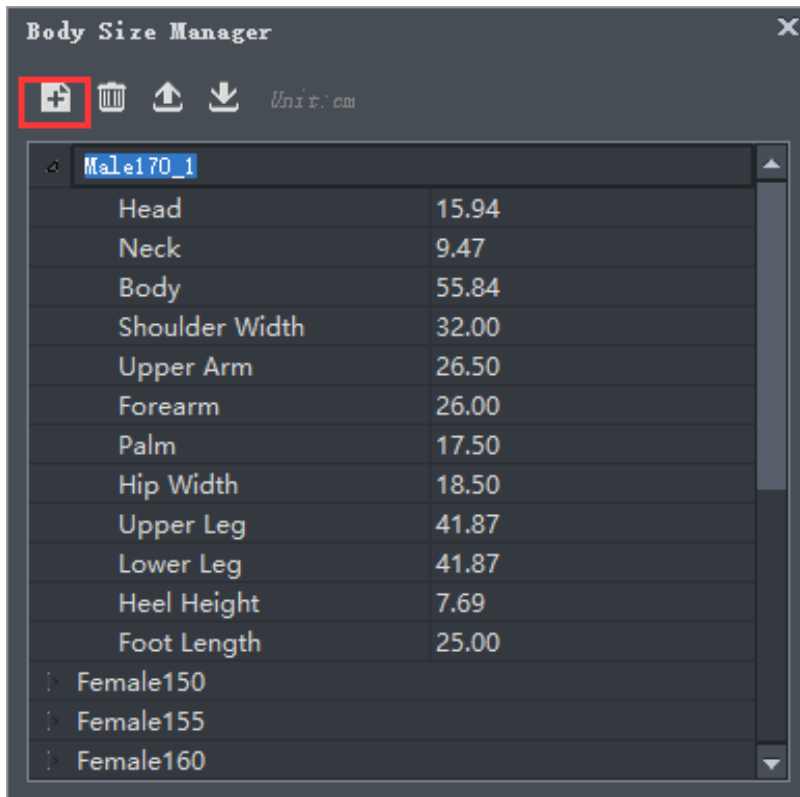 Body Size Manager
Unit:cm
Male170_1
Head 15.94
Neck 9.47
Body 55.84
Shoulder Width 32.00
Upper Arm 26.50
Forearm 26.00
Palm 17.50
Hip Width 18.50
Upper Leg 41.87
Lower Leg 41.87
Heel Height 7.69
Foot Length 25.00
Female150
Female155
Female160